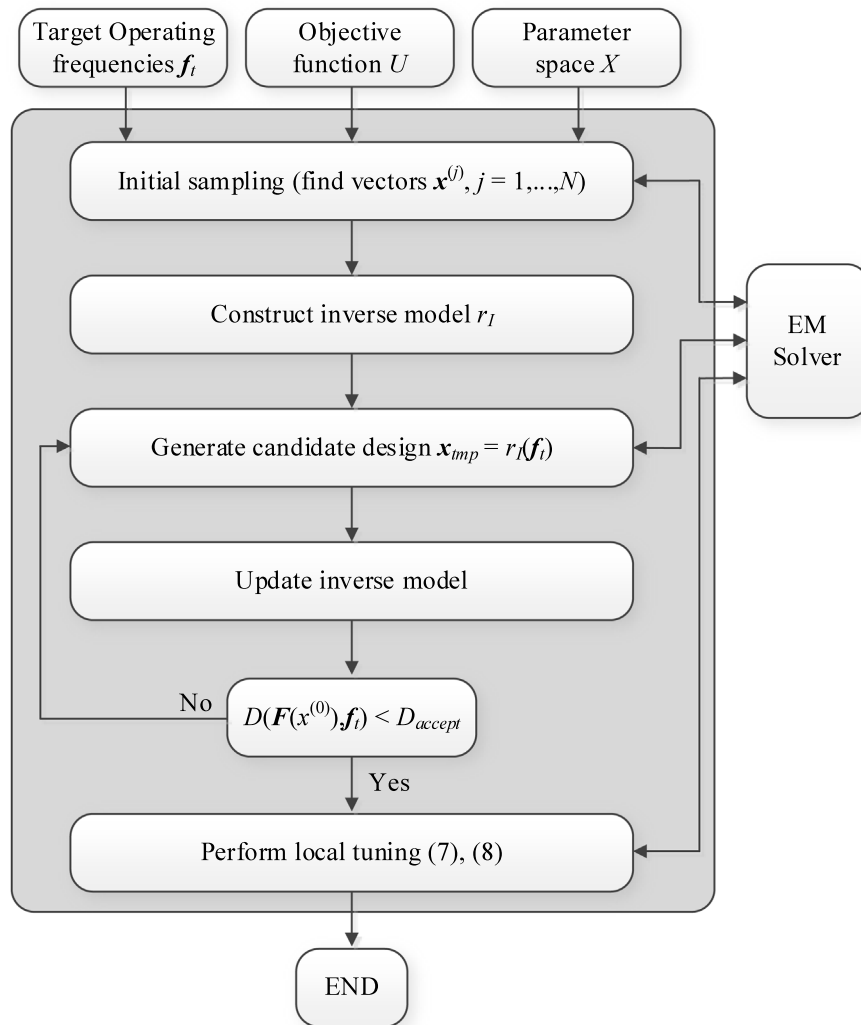 Target Operating
frequencies f_t
Objective
function U
Parameter
space X
Initial sampling (find vectors x^(j), j = 1,...,N)
Construct inverse model r_I
EM
Solver
Generate candidate design x_tmp = r_I(f_t)
Update inverse model
No
D(F(x^(0)),f_t) < D_accept
Yes
Perform local tuning (7), (8)
END